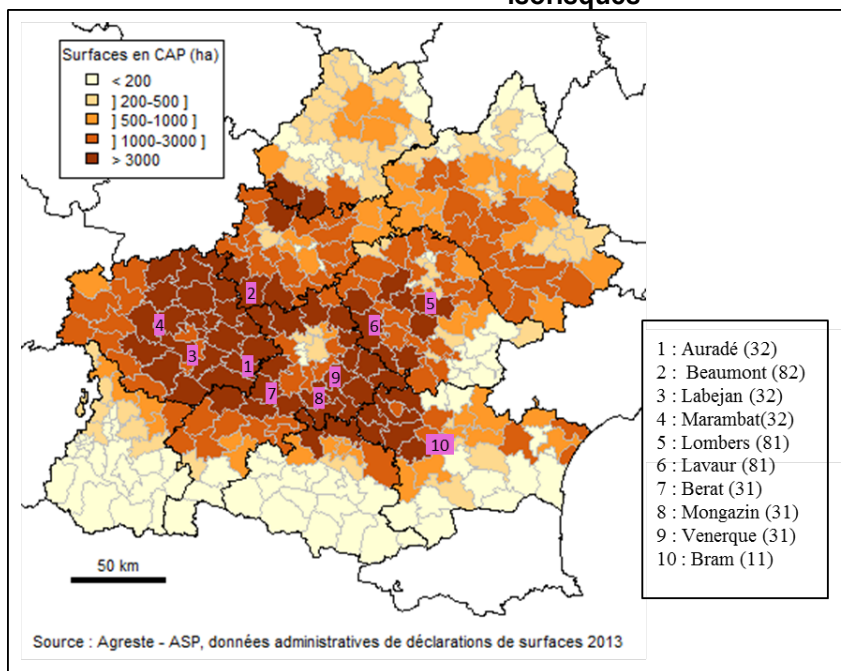 isorisques
Surfaces en CAP (ha)
< 200
] 200-500 ]
] 500-1000 ]
] 1000-3000 ]
> 3000
2
4
5
6
3
1
9
7
8
10
50 km
1 : Auradé (32)
2 : Beaumont (82)
3 : Labejan (32)
4 : Marambat(32)
5 : Lombers (81)
6 : Lavaur (81)
7 : Berat (31)
8 : Mongazin (31)
9 : Venerque (31)
10 : Bram (11)
Source : Agreste - ASP, données administratives de déclarations de surfaces 2013